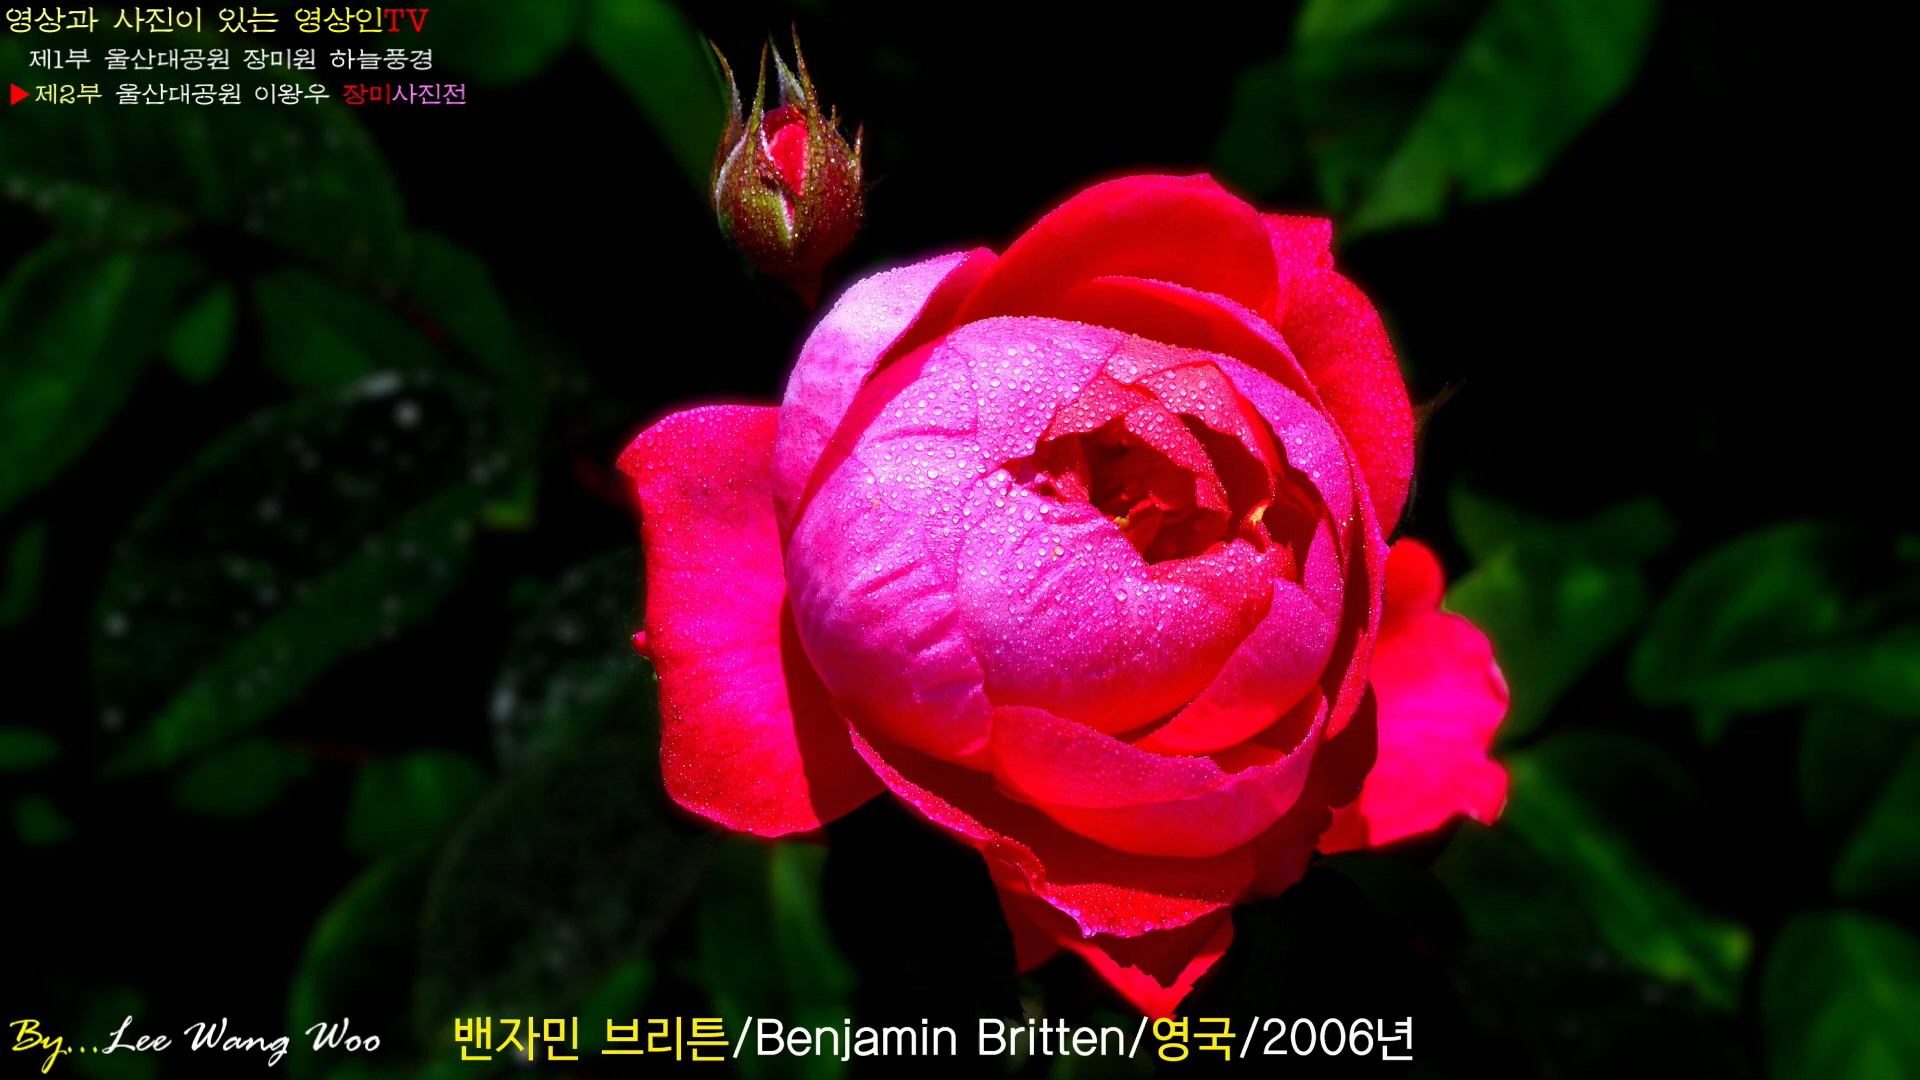 영상과 사진이 있는 영상인TV
제1부 울산대공원 장미원 하늘풍경
▶제2부 울산대공원 이왕우 장미사진전
By...Lee Wang Woo
밴자민 브리튼/Benjamin Britten/영국/2006년